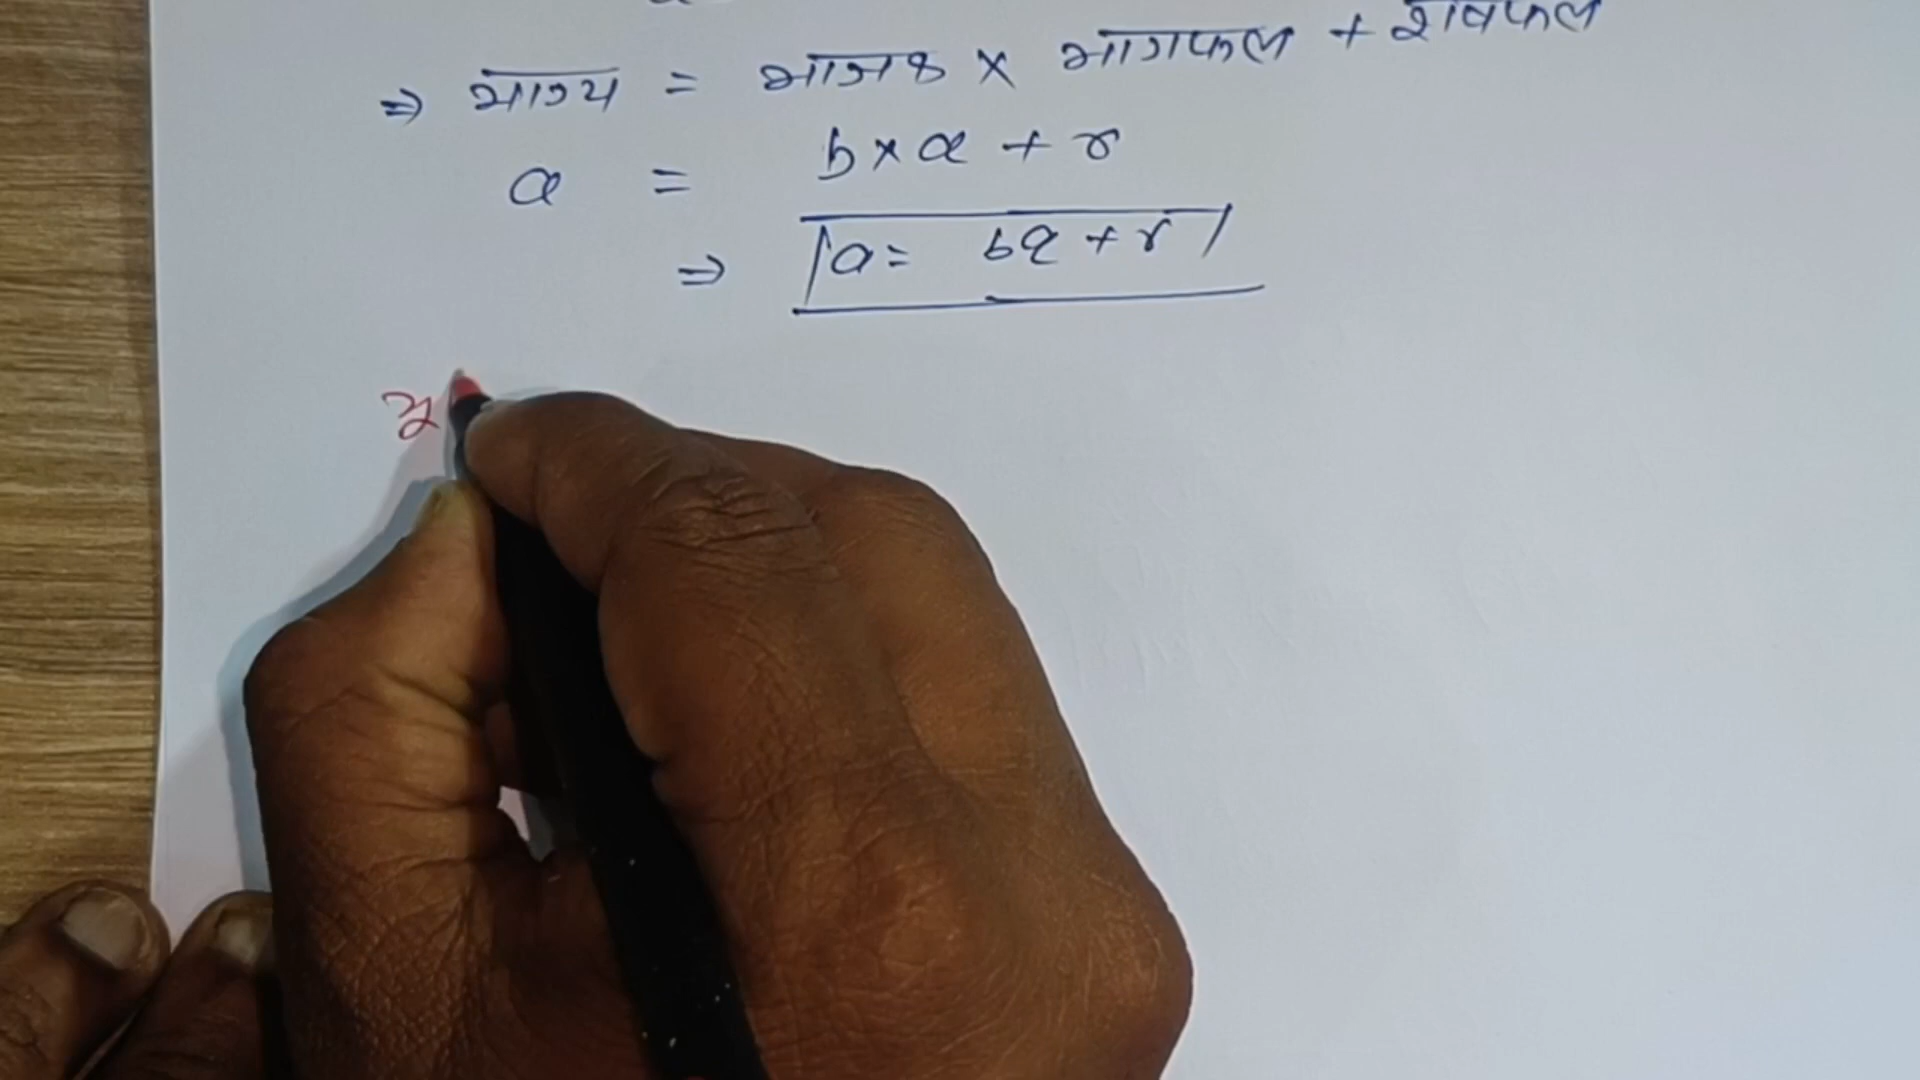 ⇒ भाज्य = भाजक × भागफल + शेषफल
a = b × q + r
⇒ a = bq + r
यू